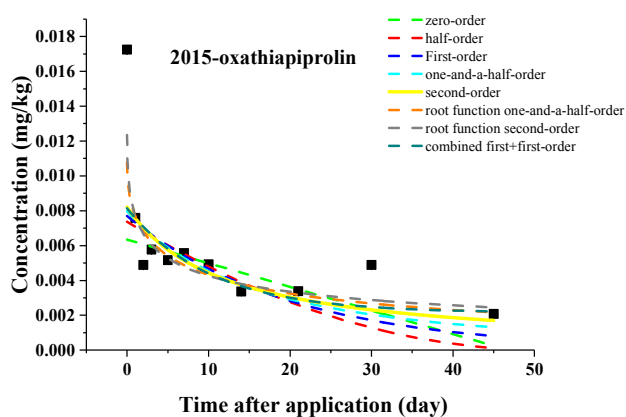 2015-oxathiapiprolin
zero-order
half-order
First-order
one-and-a-half-order
second-order
root function one-and-a-half-order
root function second-order
combined first+first-order
Concentration (mg/kg)
0.018
0.016
0.014
0.012
0.010
0.008
0.006
0.004
0.002
0.000
0 10 20 30 40 50
Time after application (day)